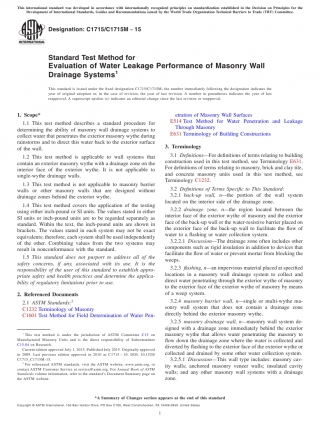 This international standard was developed in accordance with internationally recognized principles on standardization established in the Decision on Principles for the
Development of International Standards, Guides and Recommendations issued by the World Trade Organization Technical Barriers to Trade (TBT) Committee.
Designation: C1715/C1715M − 15
Standard Test Method for
Evaluation of Water Leakage Performance of Masonry Wall
Drainage Systems1
This standard is issued under the fixed designation C1715/C1715M; the number immediately following the designation indicates the
year of original adoption or, in the case of revision, the year of last revision. A number in parentheses indicates the year of last
reapproval. A superscript epsilon (ε) indicates an editorial change since the last revision or reapproval.
1. Scope*
1.1 This test method describes a standard procedure for
determining the ability of masonry wall drainage systems to
collect water that penetrates the exterior masonry wythe during
rainstorms and to direct this water back to the exterior surface
of the wall.
1.2 This test method is applicable to wall systems that
contain an exterior masonry wythe with a drainage zone on the
interior face of the exterior wythe. It is not applicable to
single-wythe drainage walls.
1.3 This test method is not applicable to masonry barrier
walls or other masonry walls that are designed without
drainage zones behind the exterior wythe.
1.4 This test method covers the application of the testing
using either inch-pound or SI units. The values stated in either
SI units or inch-pound units are to be regarded separately as
standard. Within the text, the inch-pound units are shown in
brackets. The values stated in each system may not be exact
equivalents; therefore, each system shall be used independently
of the other. Combining values from the two systems may
result in nonconformance with the standard.
1.5 This standard does not purport to address all of the
safety concerns, if any, associated with its use. It is the
responsibility of the user of this standard to establish appro-
priate safety and health practices and determine the applica-
bility of regulatory limitations prior to use.
2. Referenced Documents
2.1 ASTM Standards:2
C1232 Terminology of Masonry
C1601 Test Method for Field Determination of Water Pen-
1 This test method is under the jurisdiction of ASTM Committee C15 on
Manufactured Masonry Units and is the direct responsibility of Subcommittee
C15.04 on Research.
Current edition approved July 1, 2015. Published July 2015. Originally approved
in 2009. Last previous edition approved in 2010 as C1715 – 10. DOI: 10.1520/
C1715_C1715M-15.
2 For referenced ASTM standards, visit the ASTM website, www.astm.org, or
contact ASTM Customer Service at service@astm.org. For Annual Book of ASTM
Standards volume information, refer to the standard's Document Summary page on
the ASTM website.
etration of Masonry Wall Surfaces
E514 Test Method for Water Penetration and Leakage
Through Masonry
E631 Terminology of Building Constructions
3. Terminology
3.1 Definitions—For definitions of terms relating to building
construction used in this test method, see Terminology E631.
For definitions of terms relating to masonry, brick and clay tile,
and concrete masonry units used in this test method, see
Terminology C1232.
3.2 Definitions of Terms Specific to This Standard:
3.2.1 back-up wall, n—the portion of the wall system
located on the interior side of the drainage zone.
3.2.2 drainage zone, n—the region located between the
interior face of the exterior wythe of masonry and the exterior
face of the back-up wall or the water-resistive barrier placed on
the exterior face of the back-up wall to facilitate the flow of
water to a flashing or water collection system.
3.2.2.1 Discussion—The drainage zone often includes other
components such as rigid insulation in addition to devices that
facilitate the flow of water or prevent mortar from blocking the
weeps.
3.2.3 flashing, n—an impervious material placed at specified
locations in a masonry wall drainage system to collect and
direct water penetrating through the exterior wythe of masonry
to the exterior face of the exterior wythe of masonry by means
of a weep system.
3.2.4 masonry barrier wall, n—single or multi-wythe ma-
sonry wall system that does not contain a drainage zone
directly behind the exterior masonry wythe.
3.2.5 masonry drainage wall, n—masonry wall system de-
signed with a drainage zone immediately behind the exterior
masonry wythe that allows water penetrating the masonry to
flow down the drainage zone where the water is collected and
diverted by flashing to the exterior face of the exterior wythe or
collected and drained by some other water collection system.
3.2.5.1 Discussion—This wall type includes: masonry cav-
ity walls; anchored masonry veneer walls; insulated cavity
walls; and any other masonry wall systems with a drainage
zone.
*A Summary of Changes section appears at the end of this standard
Copyright © ASTM International, 100 Barr Harbor Drive, PO Box C700, West Conshohocken, PA 19428-2959. United States
1